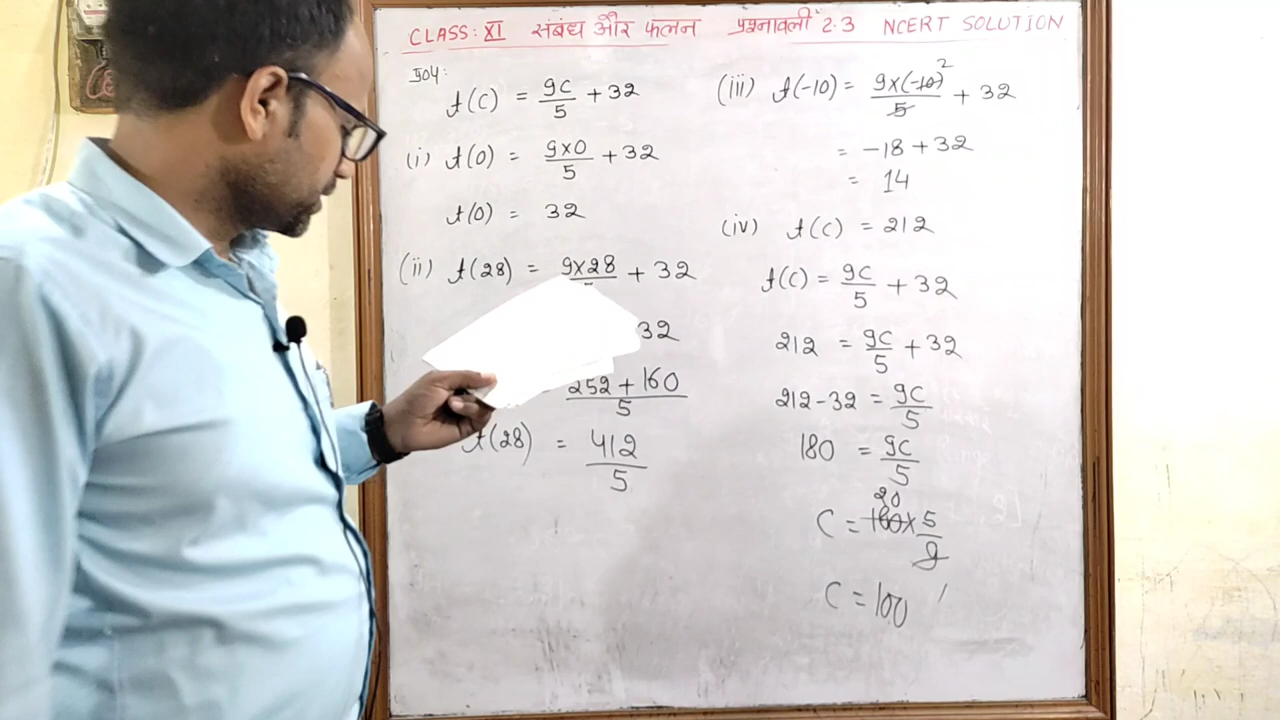 CLASS: XI संबंध और फलन प्रश्नावली 2.3 NCERT SOLUTION
प्र04:
t(C) = 9C/5 + 32
(i) t(0) = 9×0/5 + 32
t(0) = 32
(ii) t(28) = 9×28 + 32
32
= 252 + 160/5
t(28) = 412/5
(iii) t(-10) = 9×(-10)²/5 + 32
= -18 + 32
= 14
(iv) t(C) = 212
t(C) = 9C/5 + 32
212 = 9C/5 + 32
212 - 32 = 9C/5
180 = 9C/5
20
C = 180×5/9
C = 100